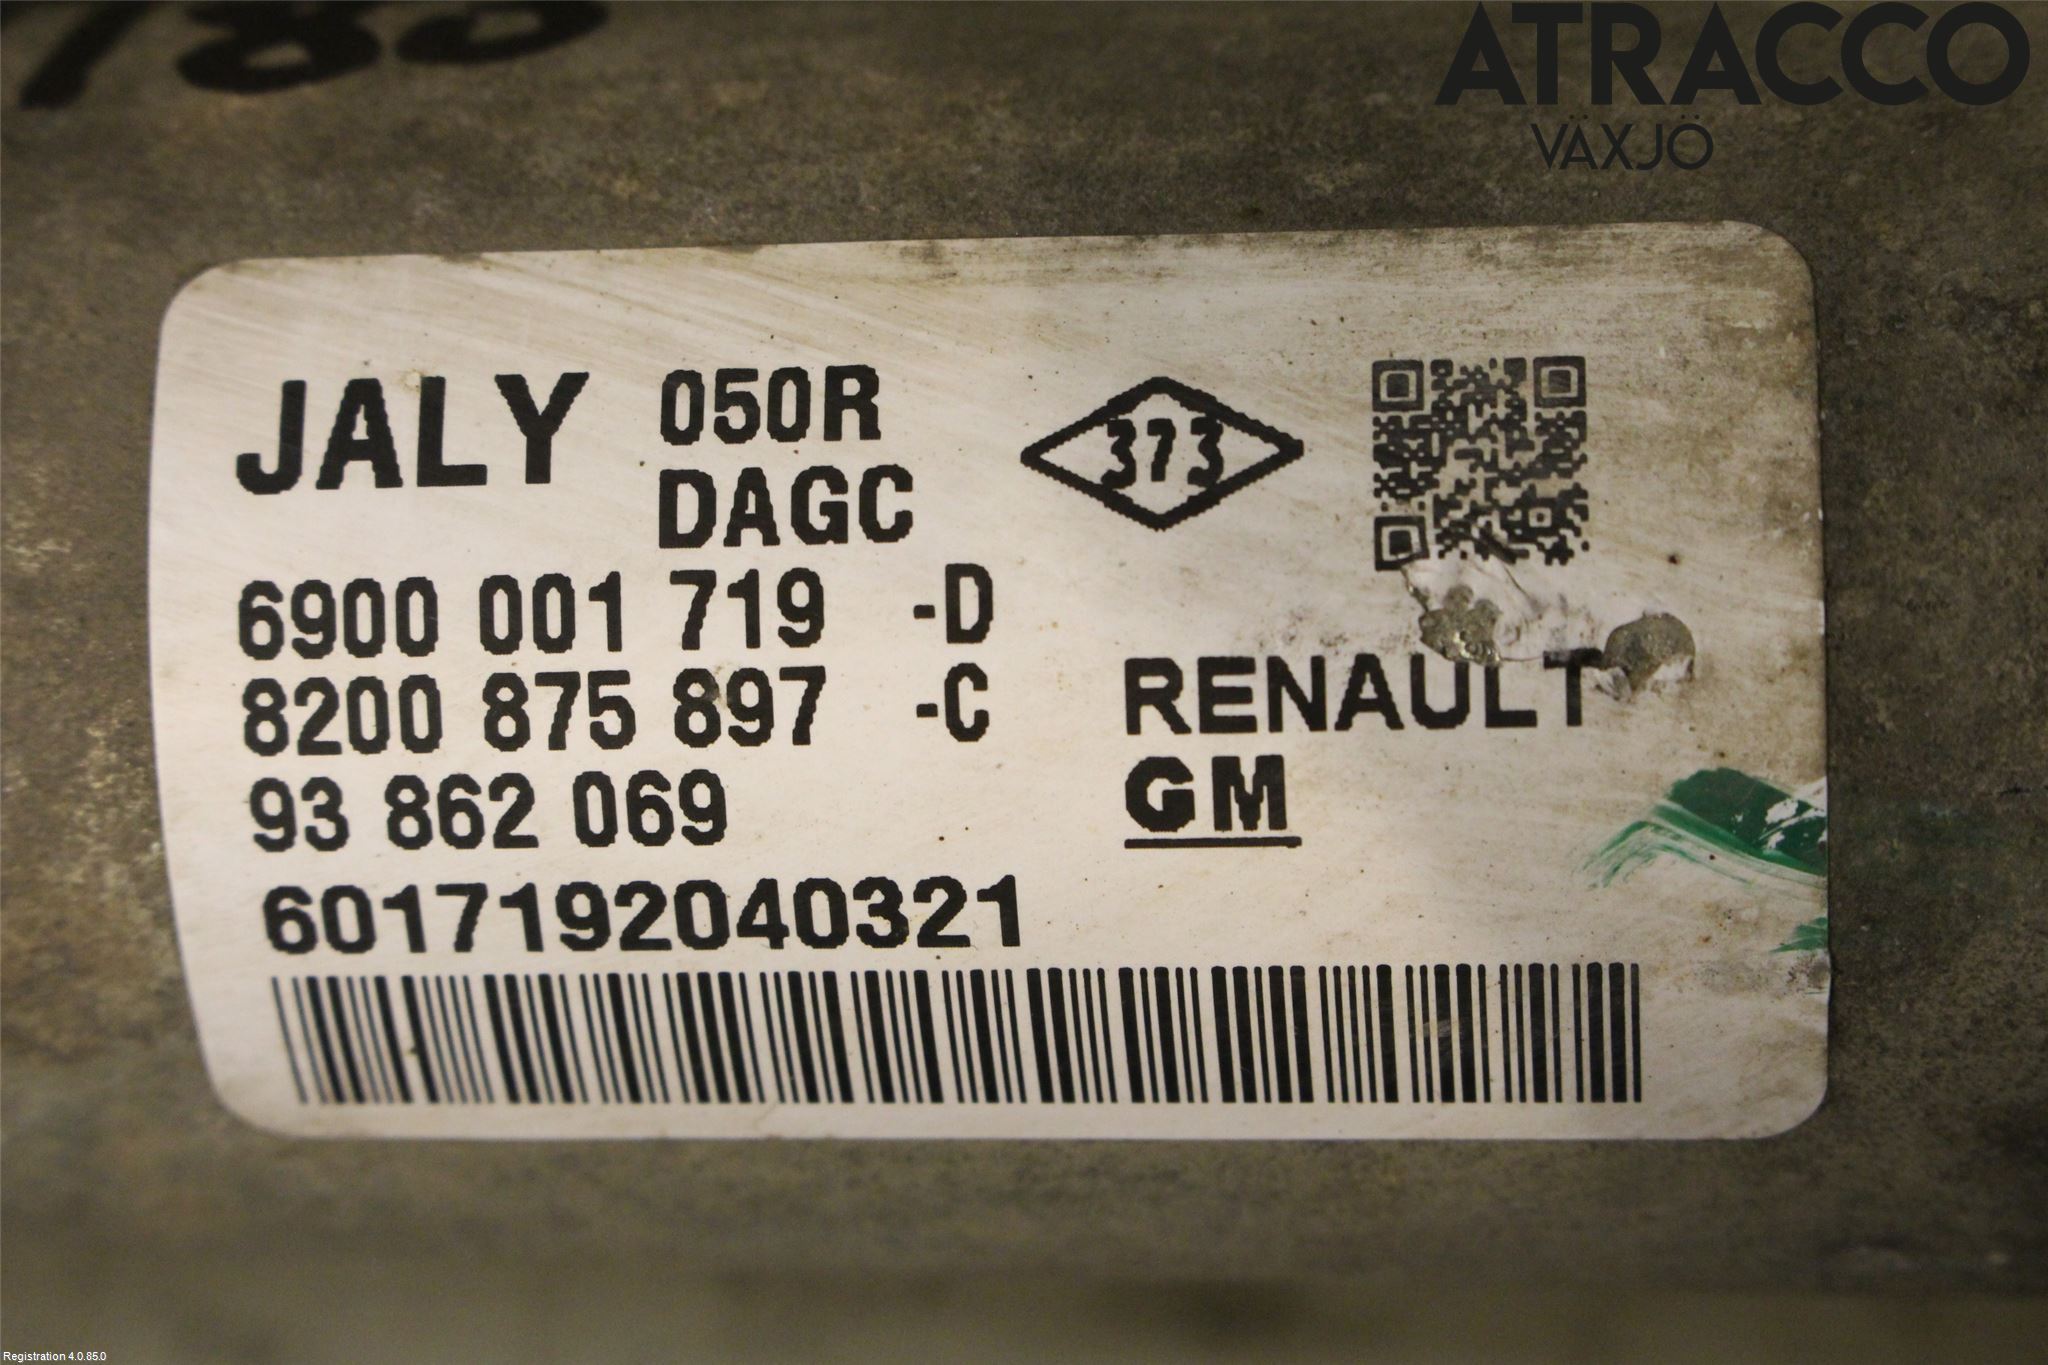 /80
ATRACCO
VÄXJÖ
JALY 050R
DAGC
373
6900 001 719 -D
8200 875 897 -C
RENAULT
93 862 069
GM
6017192040321
Registration 4.0.85.0